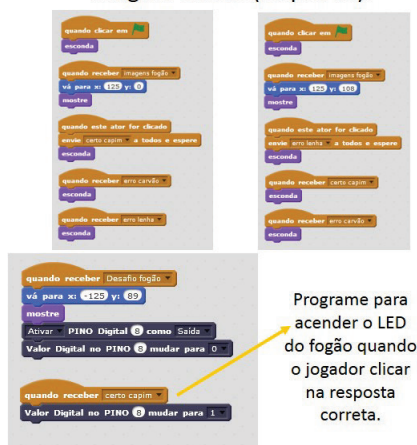 quando clicar em
esconda
quando receber imagens fogão
vá para x: 125 y: 0
mostre
quando este ator for clicado
envie certo capim a todos e espere
esconda
quando receber erro carvão
esconda
quando receber erro lenha
esconda
quando clicar em
esconda
quando receber imagens fogão
vá para x: 125 y: 108
mostre
quando este ator for clicado
envie erro lenha a todos e espere
esconda
quando receber certo capim
esconda
quando receber erro carvão
esconda
quando receber Desafio fogão
vá para x: -125 y: 89
mostre
Ativar PINO Digital 8 como Saída
Valor Digital no PINO 8 mudar para 0
quando receber certo capim
Valor Digital no PINO 8 mudar para 1
Programe para
acender o LED
do fogão quando
o jogador clicar
na resposta
correta.